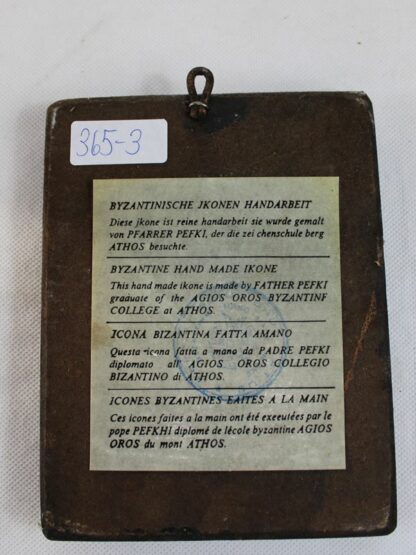 365-3
BYZANTINISCHE JKONEN HANDARBEIT
Diese jkone ist reine handarbeit sie wurde gemalt
von PFARRER PEFKI, der die zei chenschule berg
ATHOS besuchte.
BYZANTINE HAND MADE IKONE
This hand made ikone is made by FATHER PEFKI
graduate of the AGIOS OROS BYZANTINF
COLLEGE at ATHOS.
ICONA BIZANTINA FATTA AMANO
Questa icona fatta a mano da PADRE PEFKI
diplomato all' AGIOS OROS COLLEGIO
BIZANTINO di ATHOS.
ICONES BYZANTINES EAITES A LA MAIN
Ces icones faites a la main ont été exeeutées par le
pope PEFKHI diplomé de lécole byzantine AGIOS
OROS du mont ATHOS.